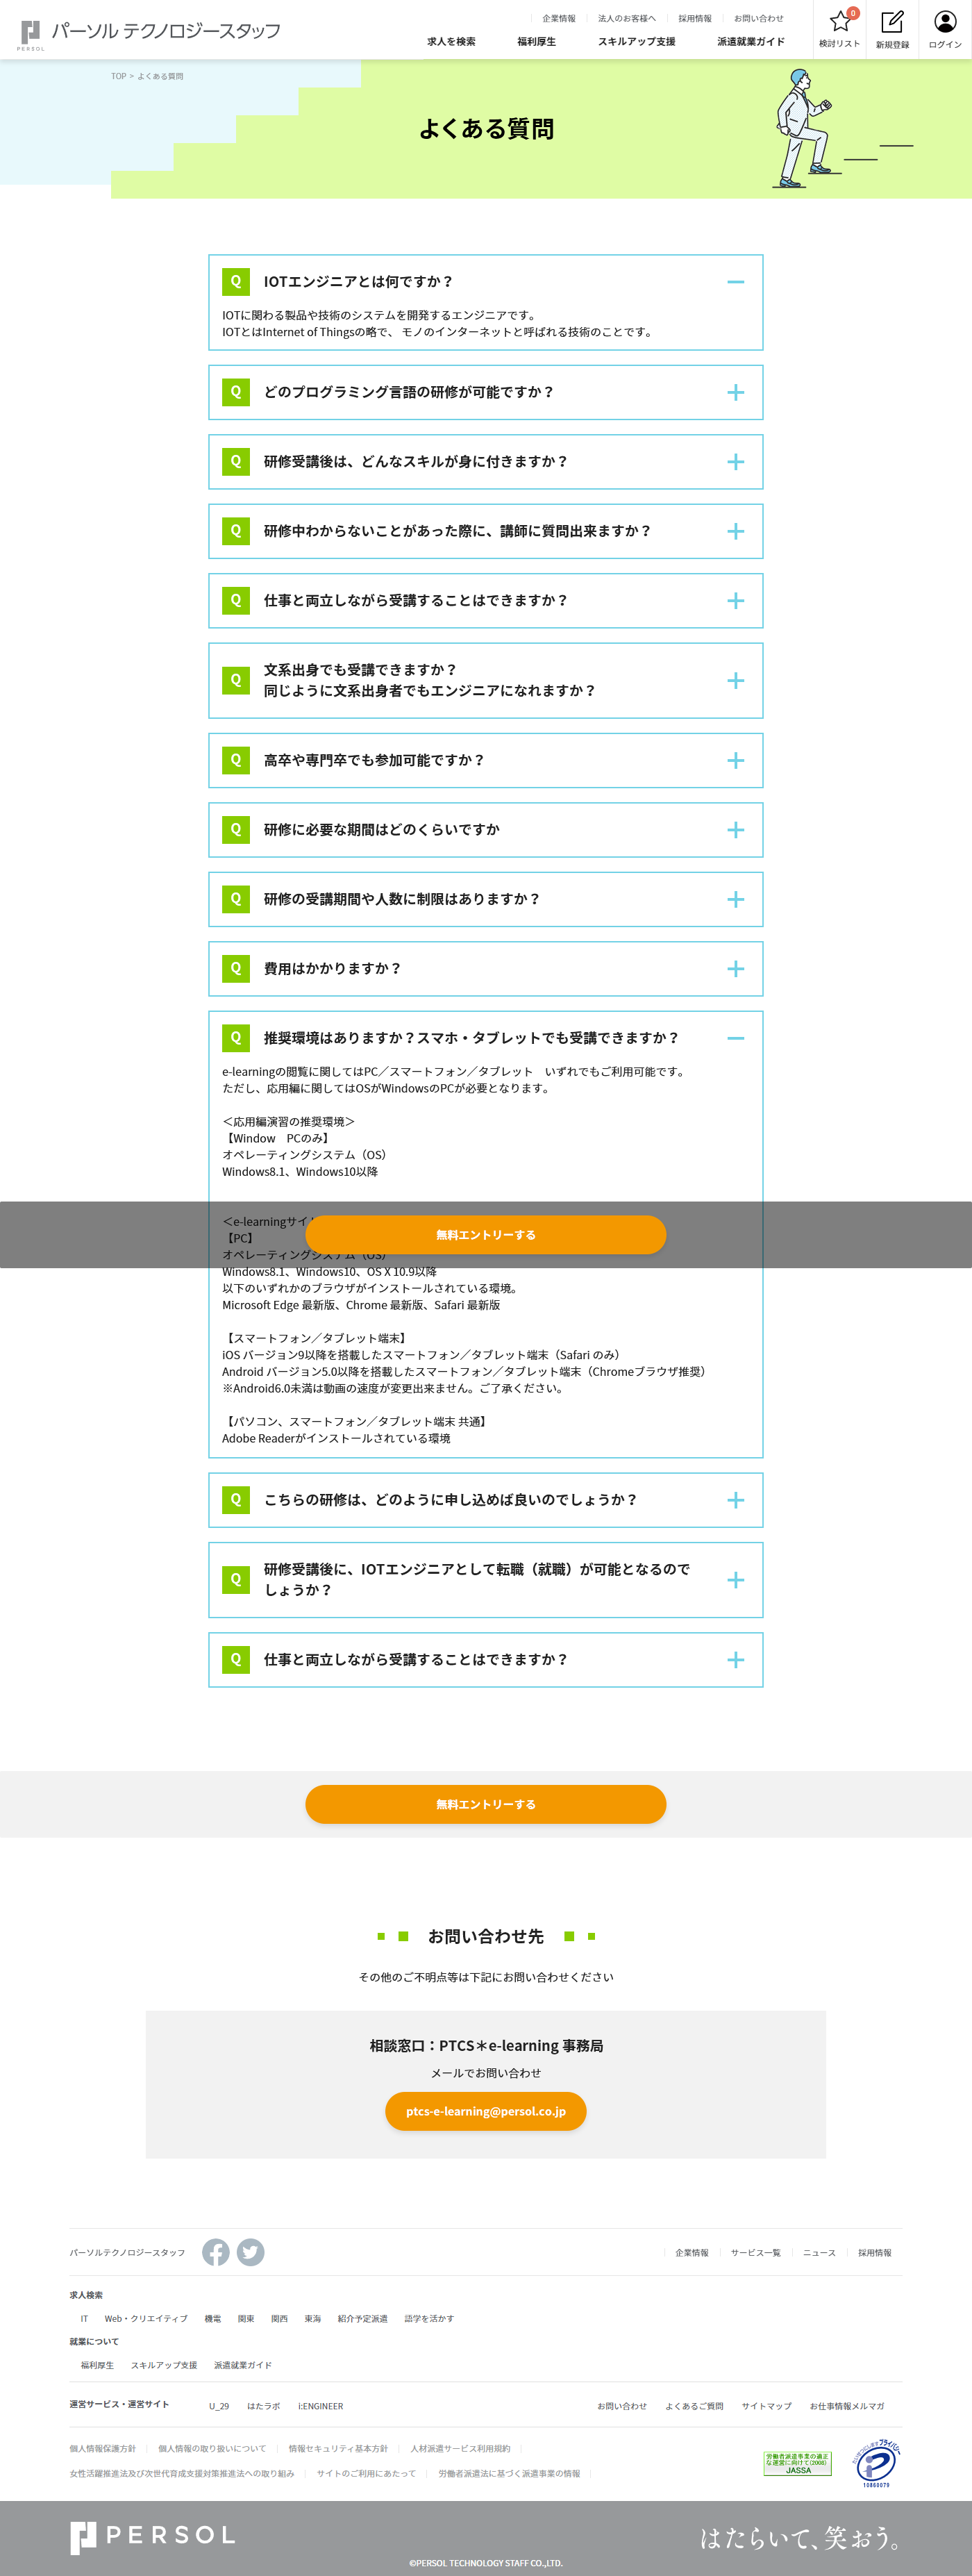 PERSOL
パーソル テクノロジースタッフ
企業情報
法人のお客様へ
採用情報
お問い合わせ
求人を検索
福利厚生
スキルアップ支援
派遣就業ガイド
0
検討リスト
新規登録
ログイン
TOP > よくある質問
よくある質問
Q IOTエンジニアとは何ですか？
IOTに関わる製品や技術のシステムを開発するエンジニアです。
IOTとはInternet of Thingsの略で、 モノのインターネットと呼ばれる技術のことです。
Q どのプログラミング言語の研修が可能ですか？
Q 研修受講後は、どんなスキルが身に付きますか？
Q 研修中わからないことがあった際に、講師に質問出来ますか？
Q 仕事と両立しながら受講することはできますか？
Q 文系出身でも受講できますか？
同じように文系出身者でもエンジニアになれますか？
Q 高卒や専門卒でも参加可能ですか？
Q 研修に必要な期間はどのくらいですか
Q 研修の受講期間や人数に制限はありますか？
Q 費用はかかりますか？
Q 推奨環境はありますか？スマホ・タブレットでも受講できますか？
e-learningの閲覧に関してはPC／スマートフォン／タブレット　いずれでもご利用可能です。
ただし、応用編に関してはOSがWindowsのPCが必要となります。
＜応用編演習の推奨環境＞
【Window　PCのみ】
オペレーティングシステム（OS）
Windows8.1、Windows10以降
＜e-learningサイ
無料エントリーする
【PC】
オペレーティングシステム（OS）
Windows8.1、Windows10、OS X 10.9以降
以下のいずれかのブラウザがインストールされている環境。
Microsoft Edge 最新版、Chrome 最新版、Safari 最新版
【スマートフォン／タブレット端末】
iOS バージョン9以降を搭載したスマートフォン／タブレット端末（Safari のみ）
Android バージョン5.0以降を搭載したスマートフォン／タブレット端末（Chromeブラウザ推奨）
※Android6.0未満は動画の速度が変更出来ません。ご了承ください。
【パソコン、スマートフォン／タブレット端末 共通】
Adobe Readerがインストールされている環境
Q こちらの研修は、どのように申し込めば良いのでしょうか？
Q 研修受講後に、IOTエンジニアとして転職（就職）が可能となるので
しょうか？
Q 仕事と両立しながら受講することはできますか？
無料エントリーする
お問い合わせ先
その他のご不明点等は下記にお問い合わせください
相談窓口：PTCS＊e-learning 事務局
メールでお問い合わせ
ptcs-e-learning@persol.co.jp
パーソルテクノロジースタッフ
企業情報
サービス一覧
ニュース
採用情報
求人検索
IT Web・クリエイティブ 機電 関東 関西 東海 紹介予定派遣 語学を活かす
就業について
福利厚生 スキルアップ支援 派遣就業ガイド
運営サービス・運営サイト
U_29 はたラボ i:ENGINEER
お問い合わせ よくあるご質問 サイトマップ お仕事情報メルマガ
個人情報保護方針 個人情報の取り扱いについて 情報セキュリティ基本方針 人材派遣サービス利用規約
女性活躍推進法及び次世代育成支援対策推進法への取り組み サイトのご利用にあたって 労働者派遣法に基づく派遣事業の情報
労働者派遣事業の適正
な運営に向けて(2008)
JASSA
10860079
PERSOL
はたらいて、笑おう。
©PERSOL TECHNOLOGY STAFF CO.,LTD.